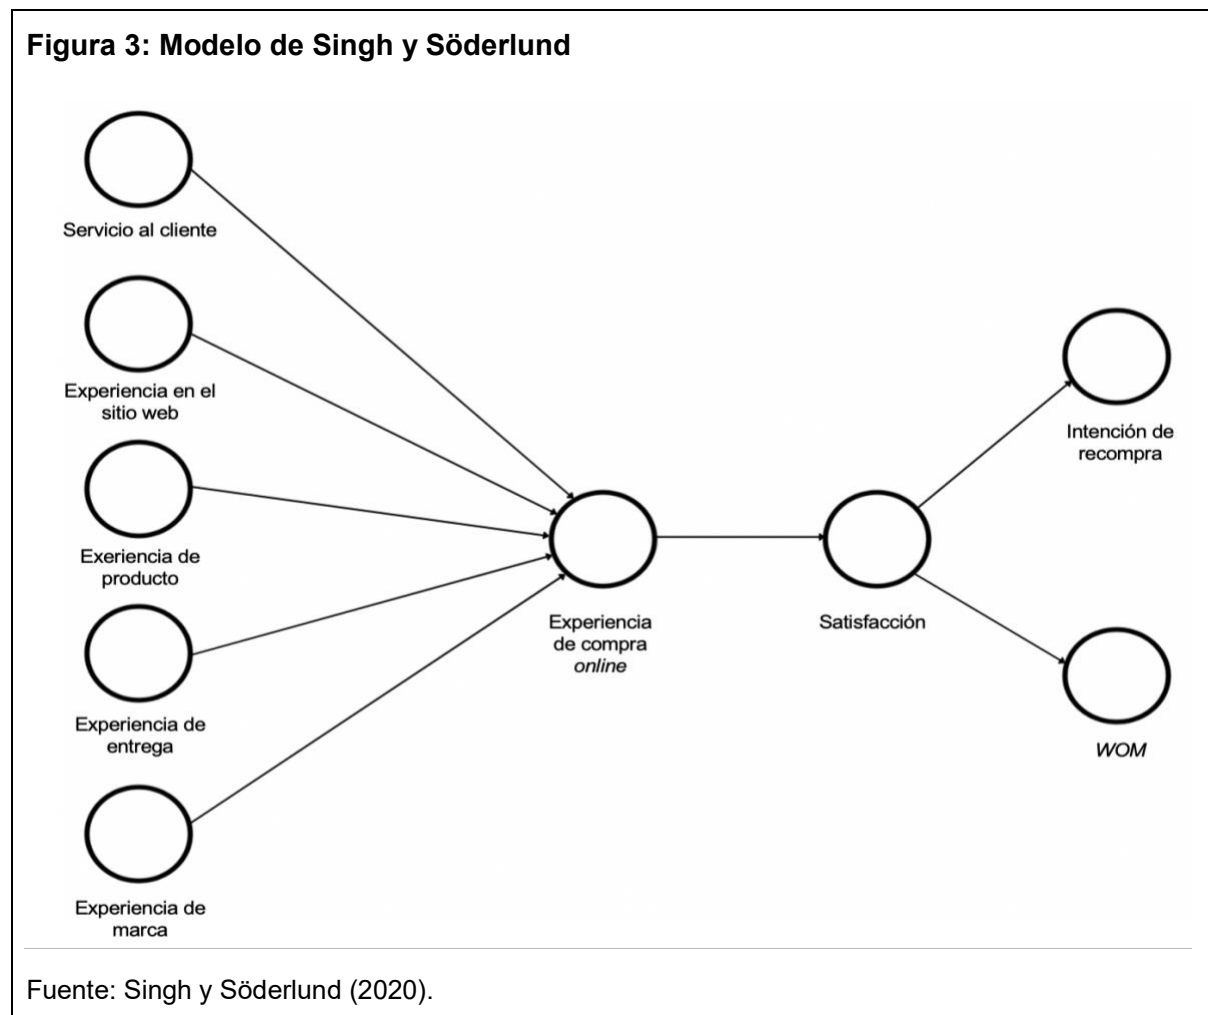 Figura 3: Modelo de Singh y Söderlund
Servicio al cliente
Experiencia en el
sitio web
Exeriencia de
producto
Experiencia de
entrega
Experiencia de
marca
Experiencia
de compra
online
Satisfacción
Intención de
recompra
WOM
Fuente: Singh y Söderlund (2020).